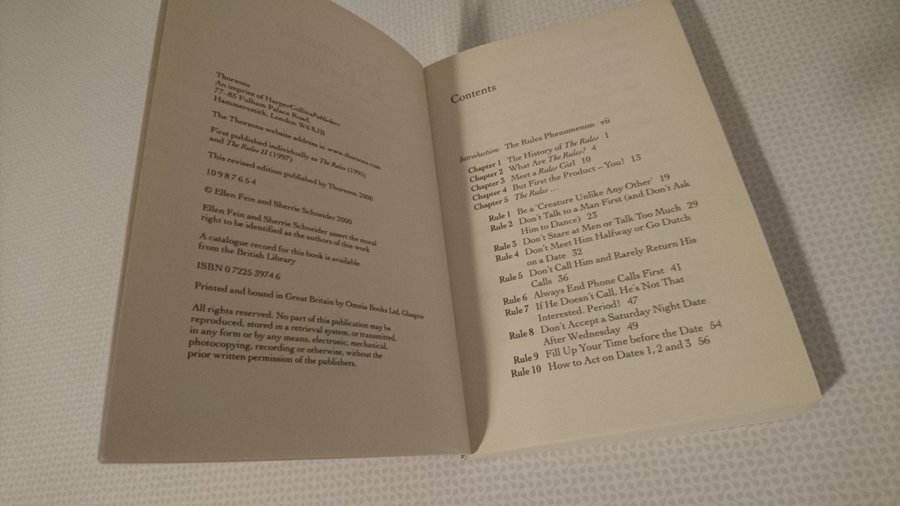 Thorsons
An imprint of HarperCollinsPublishers
77–85 Fulham Palace Road,
Hammersmith, London W6 8JB
The Thorsons website address is: www.thorsons.com
First published individually as The Rules (1995)
and The Rules II (1997)
This revised edition published by Thorsons, 2000
10 9 8 7 6 5 4
© Ellen Fein and Sherrie Schneider 2000
Ellen Fein and Sherrie Schneider assert the moral
right to be identified as the authors of this work
A catalogue record for this book is available
from the British Library
ISBN 0 7225 3974 6
Printed and bound in Great Britain by Omnia Books Ltd, Glasgow
All rights reserved. No part of this publication may be
reproduced, stored in a retrieval system, or transmitted,
in any form or by any means, electronic, mechanical,
photocopying, recording or otherwise, without the
prior written permission of the publishers.
Contents
Introduction: The Rules Phenomenon vii
Chapter 1 The History of The Rules 1
Chapter 2 What Are The Rules? 4
Chapter 3 Meet a Rules Girl 10
Chapter 4 But First the Product – You! 13
Chapter 5 The Rules ...
Rule 1 Be a 'Creature Unlike Any Other' 19
Rule 2 Don't Talk to a Man First (and Don't Ask
Him to Dance) 23
Rule 3 Don't Stare at Men or Talk Too Much 29
Rule 4 Don't Meet Him Halfway or Go Dutch
on a Date 32
Rule 5 Don't Call Him and Rarely Return His
Calls 36
Rule 6 Always End Phone Calls First 41
Rule 7 If He Doesn't Call, He's Not That
Interested. Period! 47
Rule 8 Don't Accept a Saturday Night Date
After Wednesday 49
Rule 9 Fill Up Your Time before the Date 54
Rule 10 How to Act on Dates 1, 2 and 3 56